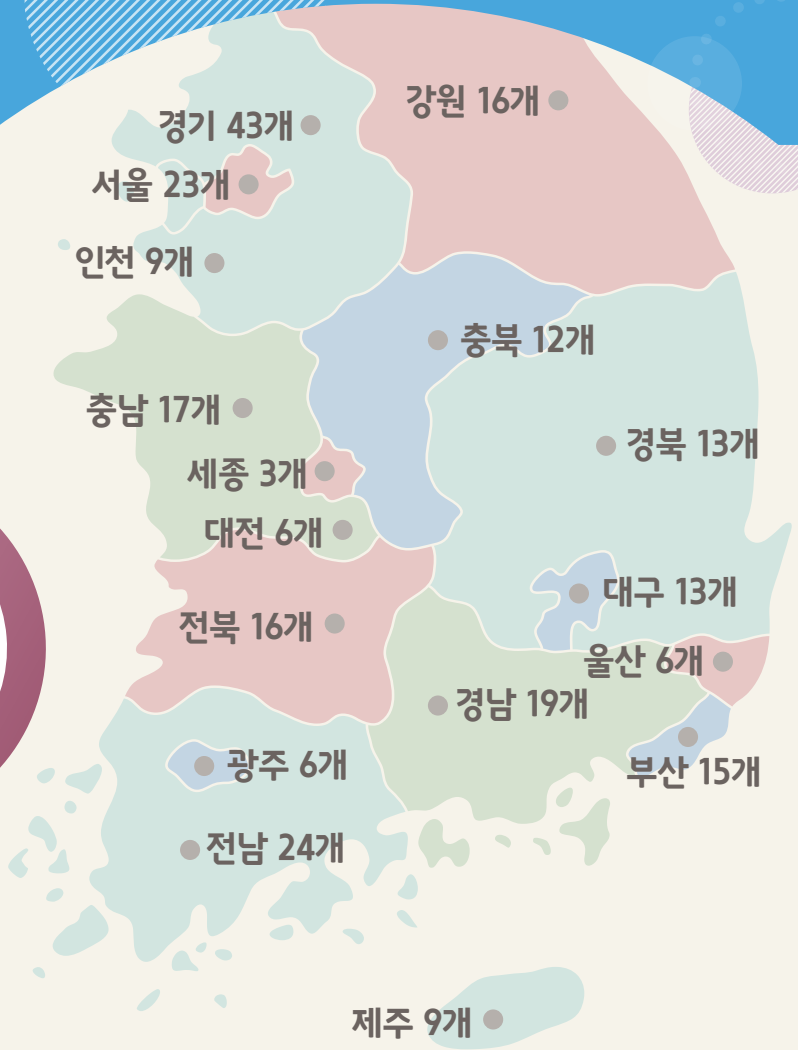 강원 16개
경기 43개
서울 23개
인천 9개
충북 12개
충남 17개
경북 13개
세종 3개
대전 6개
대구 13개
전북 16개
울산 6개
경남 19개
광주 6개
부산 15개
전남 24개
제주 9개